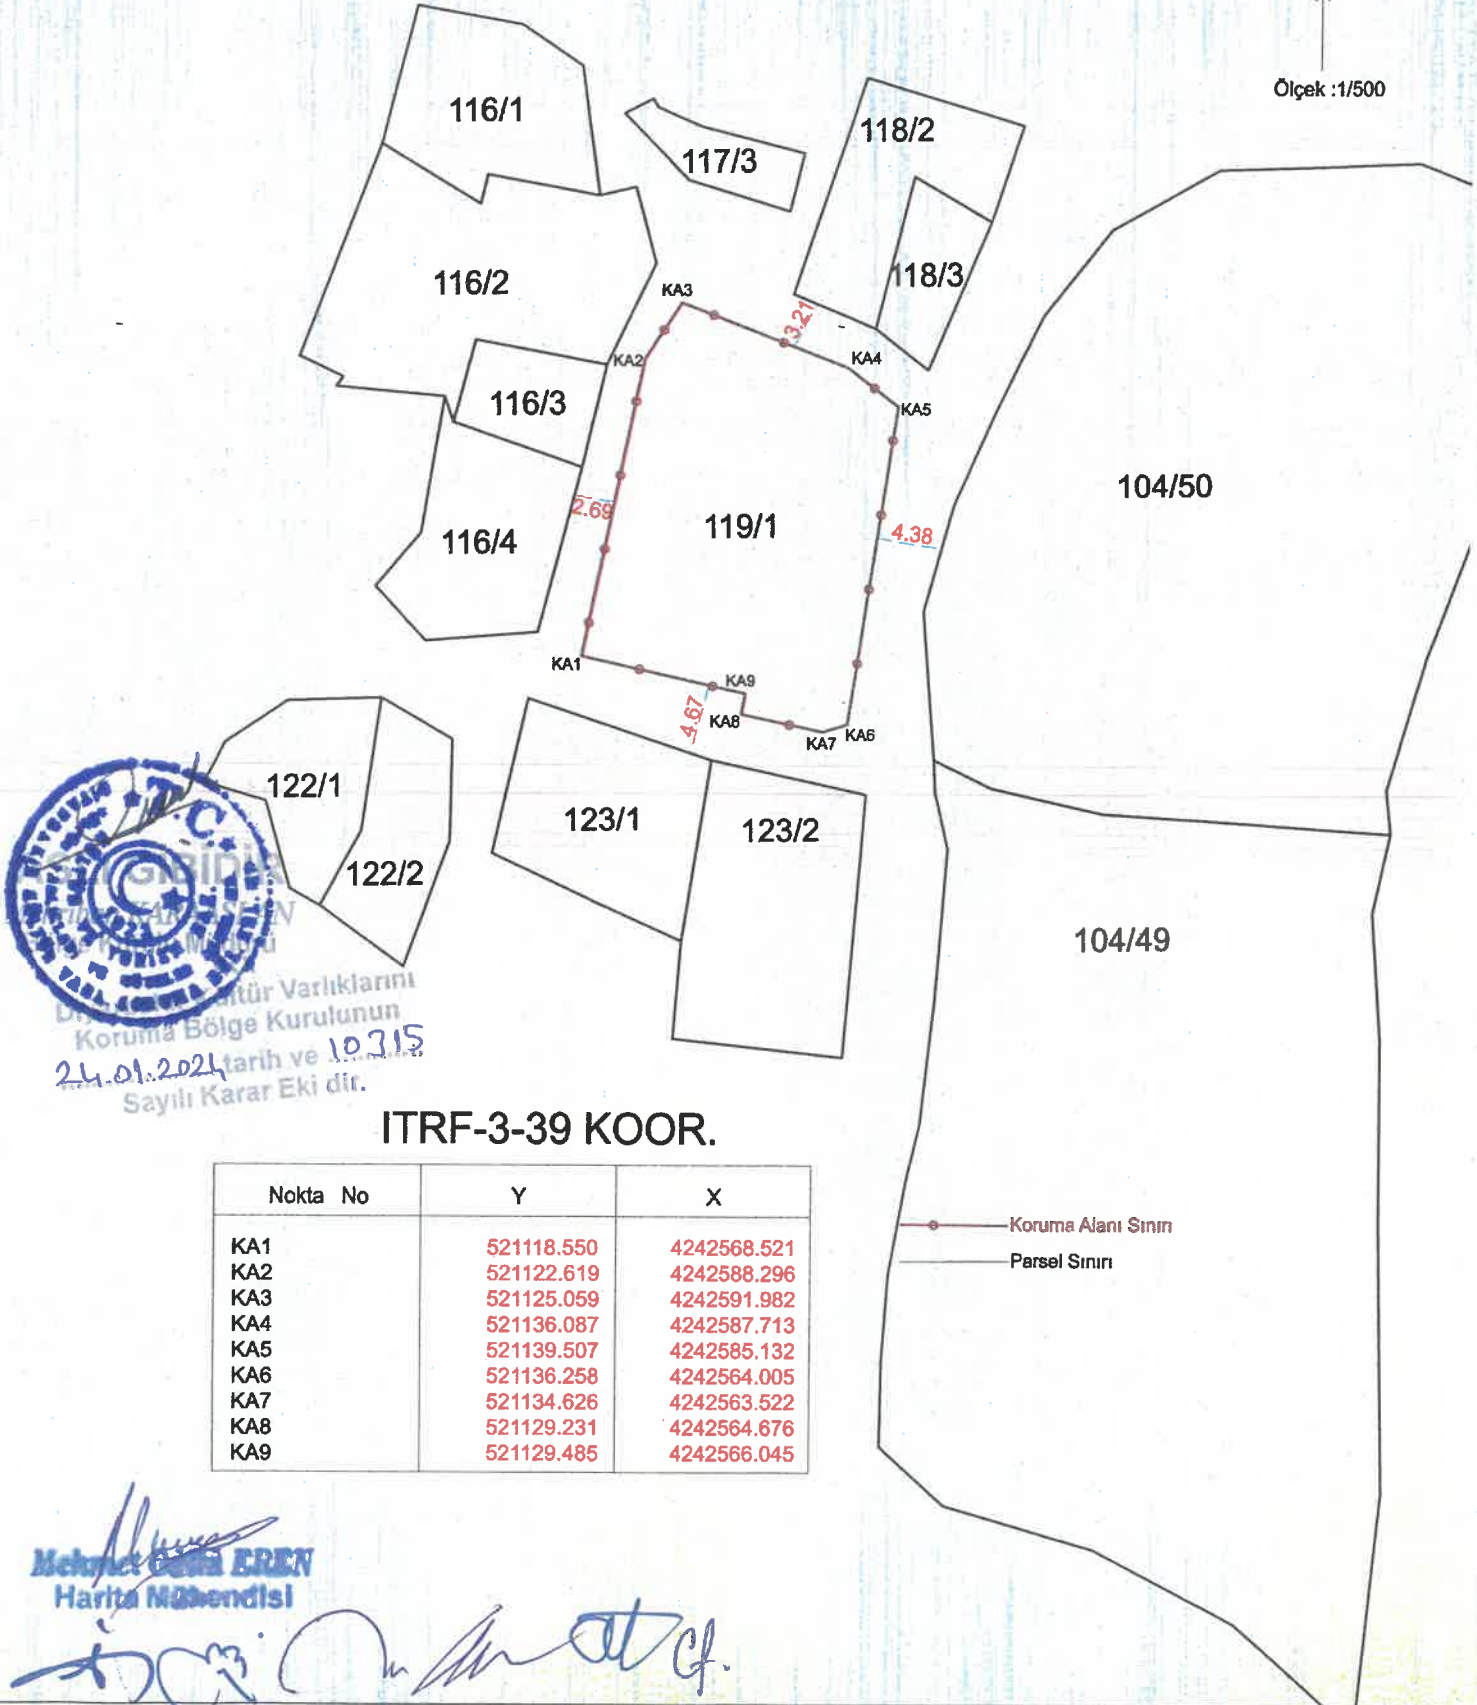 Ölçek :1/500
116/1
117/3
118/2
116/2
118/3
KA3
3.21
KA4
KA2
116/3
KA5
104/50
2.69
119/1
4.38
116/4
KA1
KA9
4.67
KA8
KA7
KA6
122/1
123/1
123/2
122/2
104/49
T.C.
ASLI GİBİDİR
Kültür Varlıklarını
Koruma Bölge Kurulunun
24.01.2024 tarih ve 10315
Sayılı Karar Eki dir.
ITRF-3-39 KOOR.
Nokta No Y X
KA1 521118.550 4242568.521
KA2 521122.619 4242588.296
KA3 521125.059 4242591.982
KA4 521136.087 4242587.713
KA5 521139.507 4242585.132
KA6 521136.258 4242564.005
KA7 521134.626 4242563.522
KA8 521129.231 4242564.676
KA9 521129.485 4242566.045
Koruma Alanı Sınırı
Parsel Sınırı
Mehmet EREN
Harita Mühendisi